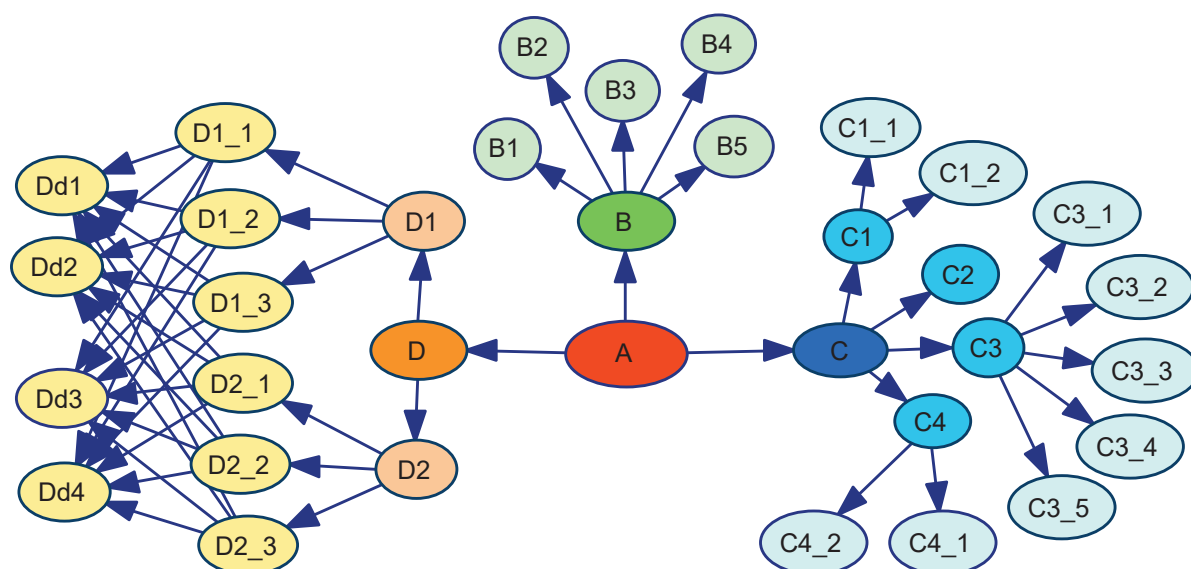 B2
B4
B3
D1_1
C1_1
B1
B5
C1_2
Dd1
D1_2
D1
B
C1
C3_1
Dd2
C2
C3_2
D1_3
D
A
C
C3
C3_3
D2_1
Dd3
C4
C3_4
D2_2
D2
Dd4
C3_5
D2_3
C4_2
C4_1